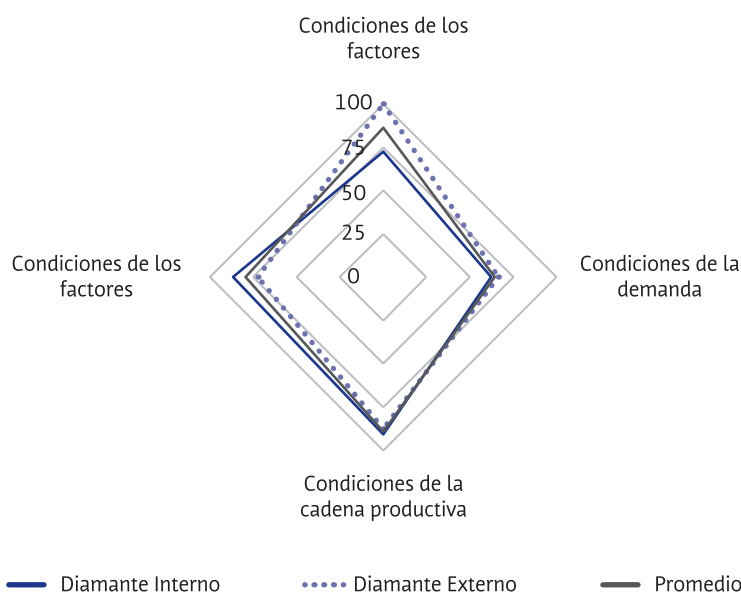 Condiciones de los
factores
100
75
50
25
0
Condiciones de los
factores
Condiciones de la
demanda
Condiciones de la
cadena productiva
Diamante Interno
Diamante Externo
Promedio